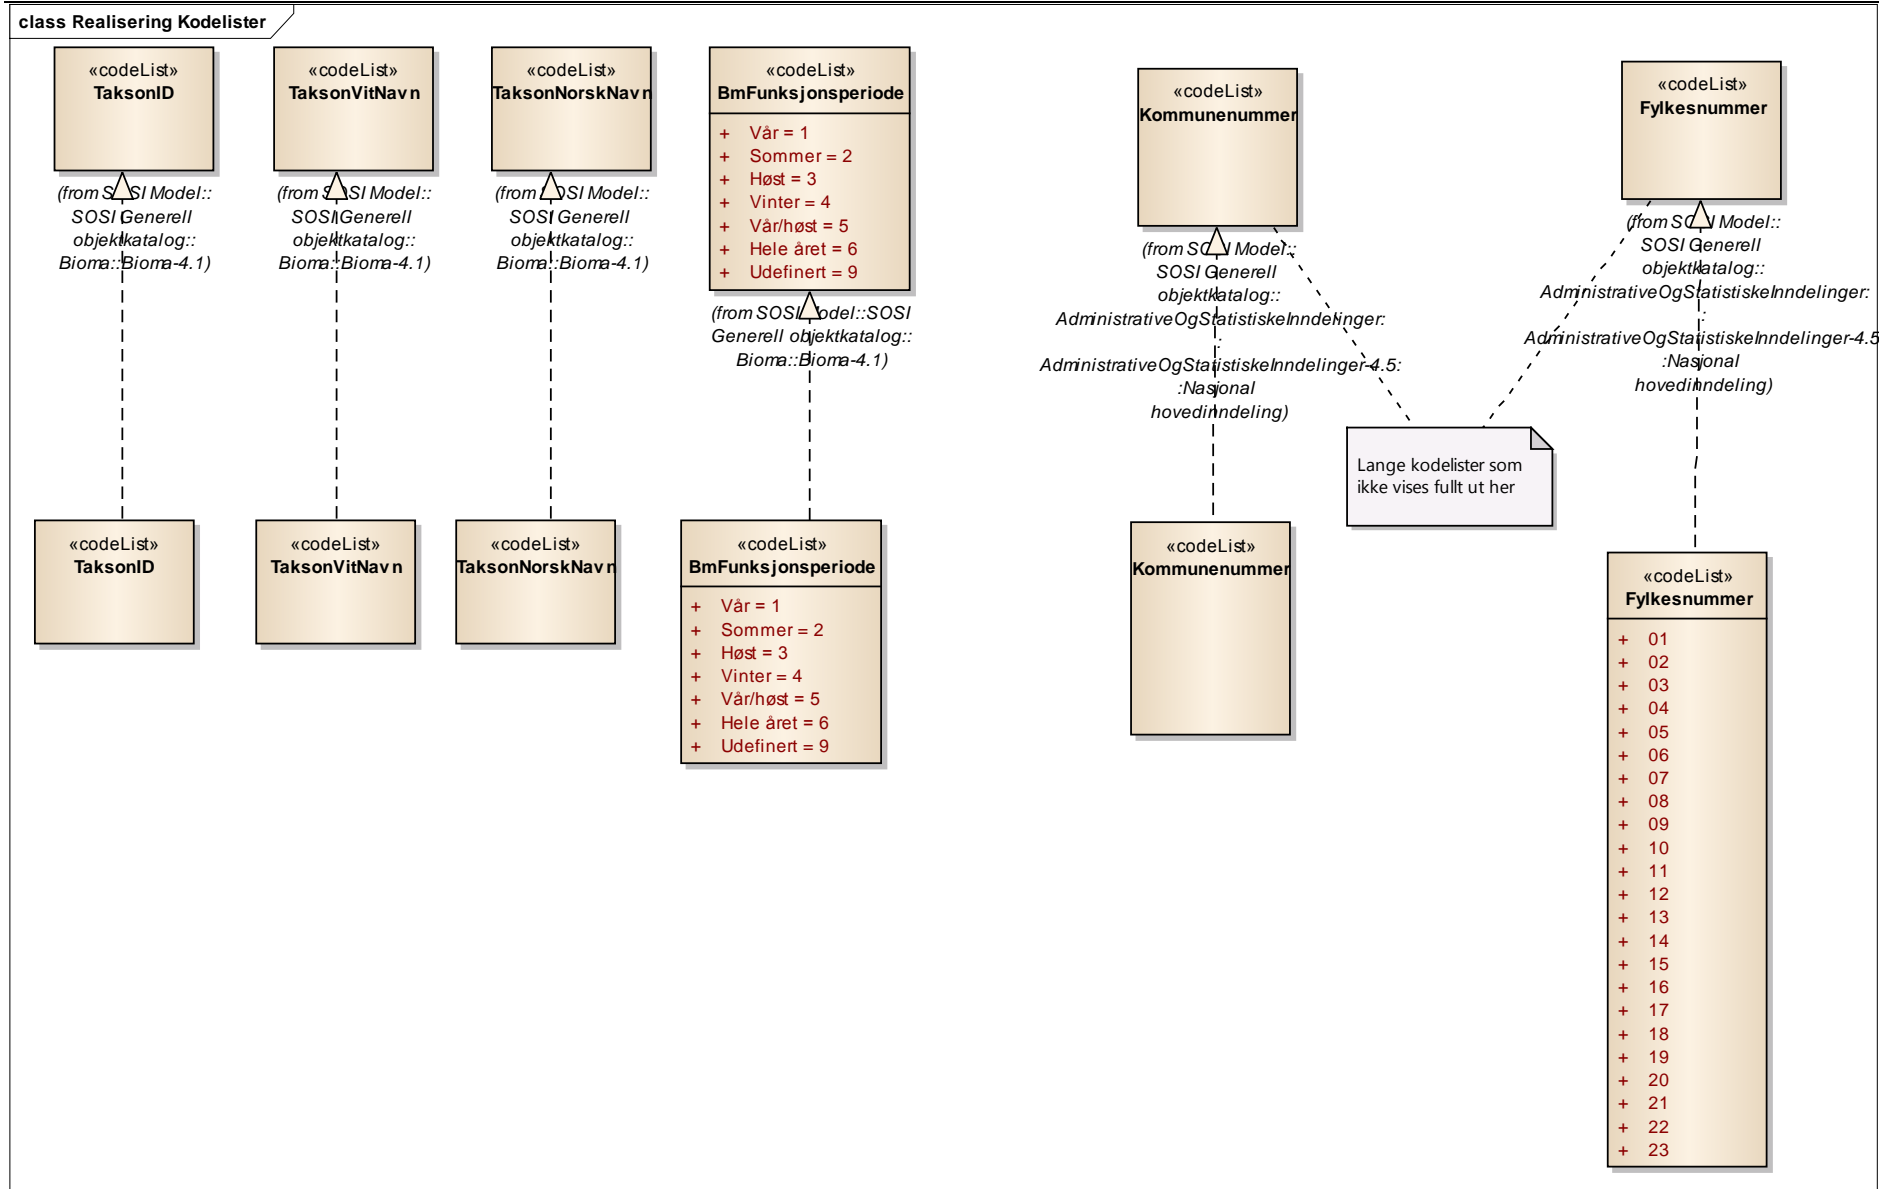 class Realisering Kodelister
«codeList»
TaksonID
(from SOSI Model::
SOSI Generell
objektkatalog::
Bioma::Bioma-4.1)
«codeList»
TaksonVitNavn
(from SOSI Model::
SOSI Generell
objektkatalog::
Bioma::Bioma-4.1)
«codeList»
TaksonNorskNavn
(from SOSI Model::
SOSI Generell
objektkatalog::
Bioma::Bioma-4.1)
«codeList»
BmFunksjonsperiode
+ Vår = 1
+ Sommer = 2
+ Høst = 3
+ Vinter = 4
+ Vår/høst = 5
+ Hele året = 6
+ Udefinert = 9
(from SOSI Model::SOSI
Generell objektkatalog::
Bioma::Bioma-4.1)
«codeList»
Kommunenummer
(from SOSI Model::
SOSI Generell
objektkatalog::
AdministrativeOgStatistiskeInndelinger:
:
AdministrativeOgStatistiskeInndelinger-4.5:
:Nasjonal
hovedinndeling)
«codeList»
Fylkesnummer
(from SOSI Model::
SOSI Generell
objektkatalog::
AdministrativeOgStatistiskeInndelinger:
:
AdministrativeOgStatistiskeInndelinger-4.5
:Nasjonal
hovedinndeling)
Lange kodelister som
ikke vises fullt ut her
«codeList»
TaksonID
«codeList»
TaksonVitNavn
«codeList»
TaksonNorskNavn
«codeList»
BmFunksjonsperiode
+ Vår = 1
+ Sommer = 2
+ Høst = 3
+ Vinter = 4
+ Vår/høst = 5
+ Hele året = 6
+ Udefinert = 9
«codeList»
Kommunenummer
«codeList»
Fylkesnummer
+ 01
+ 02
+ 03
+ 04
+ 05
+ 06
+ 07
+ 08
+ 09
+ 10
+ 11
+ 12
+ 13
+ 14
+ 15
+ 16
+ 17
+ 18
+ 19
+ 20
+ 21
+ 22
+ 23